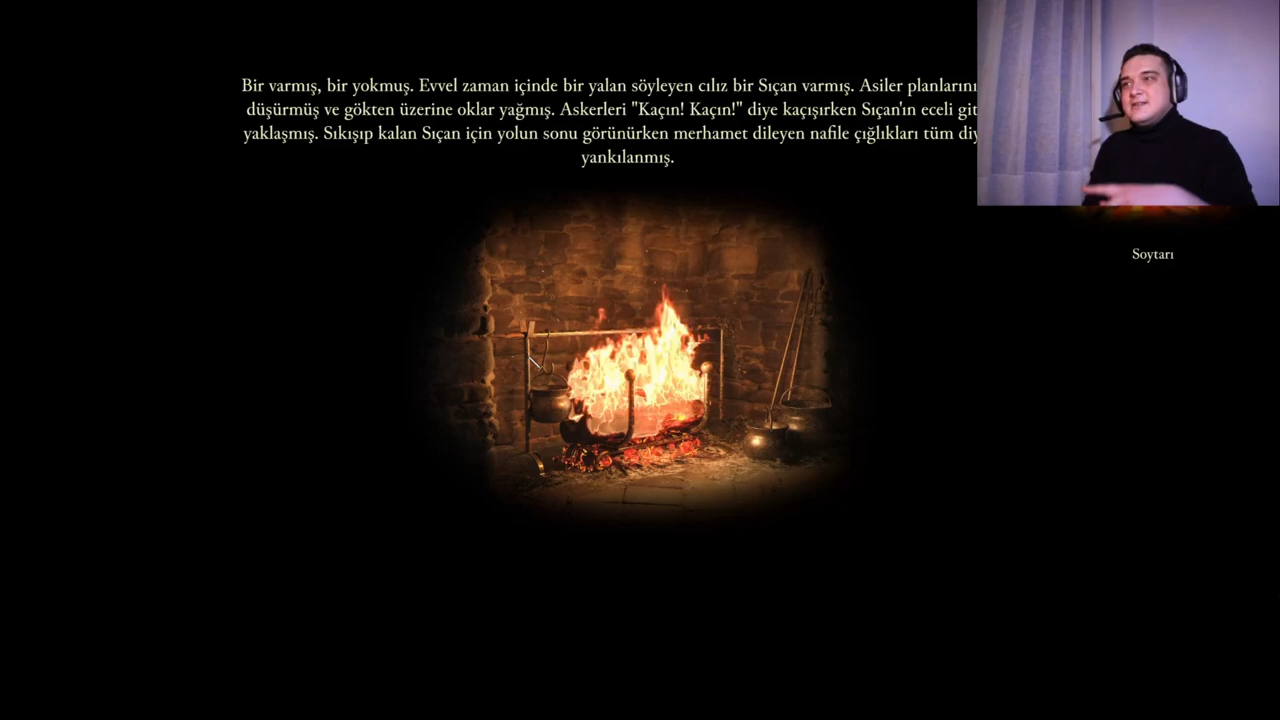 Bir varmış, bir yokmuş. Evvel zaman içinde bir yalan söyleyen cılız bir Sıçan varmış. Asiler planlarını
düşürmüş ve gökten üzerine oklar yağmış. Askerleri "Kaçın! Kaçın!" diye kaçışırken Sıçan'ın eceli
yaklaşmış. Sıkışıp kalan Sıçan için yolun sonu görünürken merhamet dileyen nafile çığlıkları tüm
yankılanmış.
Soytarı